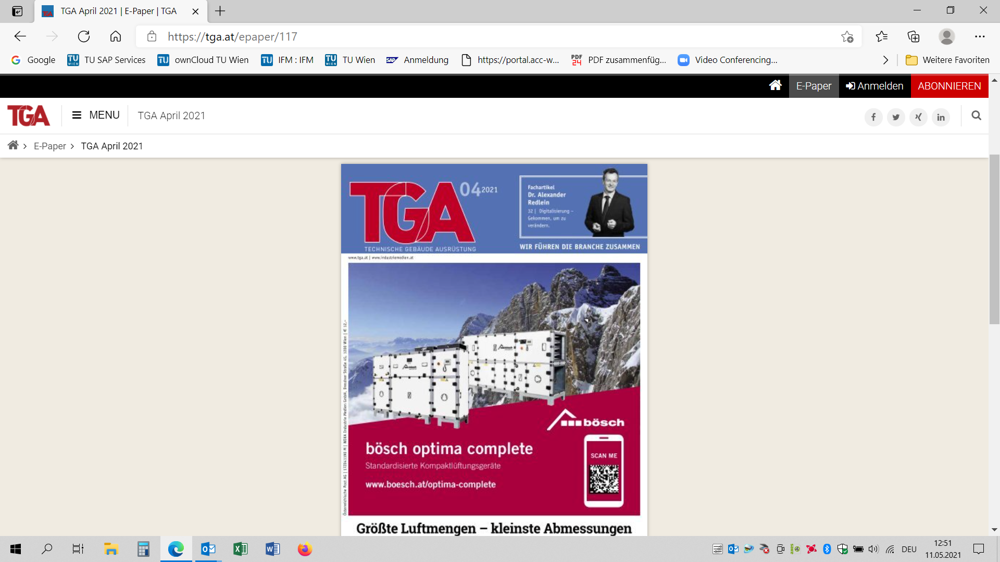 TGA April 2021 | E-Paper | TGA
https://tga.at/epaper/117
Google
TU SAP Services
ownCloud TU Wien
IFM : IFM
TU Wien
Anmeldung
https://portal.acc-w...
PDF zusammenfüg...
Video Conferencing...
Weitere Favoriten
E-Paper
Anmelden
ABONNIEREN
TGA
MENU
TGA April 2021
E-Paper
TGA April 2021
TGA
04 2021
TECHNISCHE GEBÄUDE AUSRÜSTUNG
Fachartikel
Dr. Alexander
Redlein
32 | Digitalisierung –
Gekommen, um zu
verändern.
WIR FÜHREN DIE BRANCHE ZUSAMMEN
www.tga.at | www.industriemedien.at
bösch
bösch optima complete
Standardisierte Kompaktlüftungsgeräte
www.boesch.at/optima-complete
SCAN ME
Größte Luftmengen – kleinste Abmessungen
DEU
12:51
11.05.2021